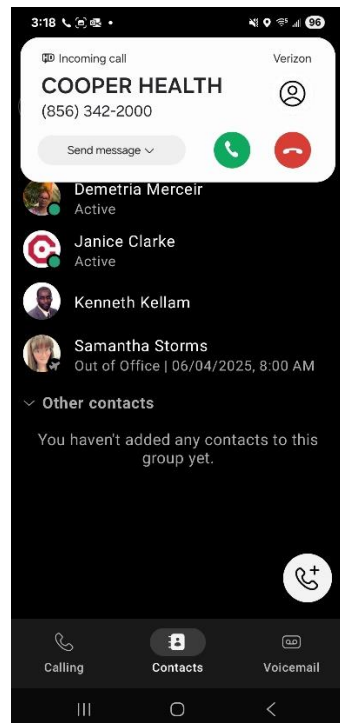 3:18
96
HD Incoming call
Verizon
COOPER HEALTH
(856) 342-2000
Send message
Demetria Merceir
Active
Janice Clarke
Active
Kenneth Kellam
Samantha Storms
Out of Office | 06/04/2025, 8:00 AM
Other contacts
You haven't added any contacts to this
group yet.
Calling
Contacts
Voicemail